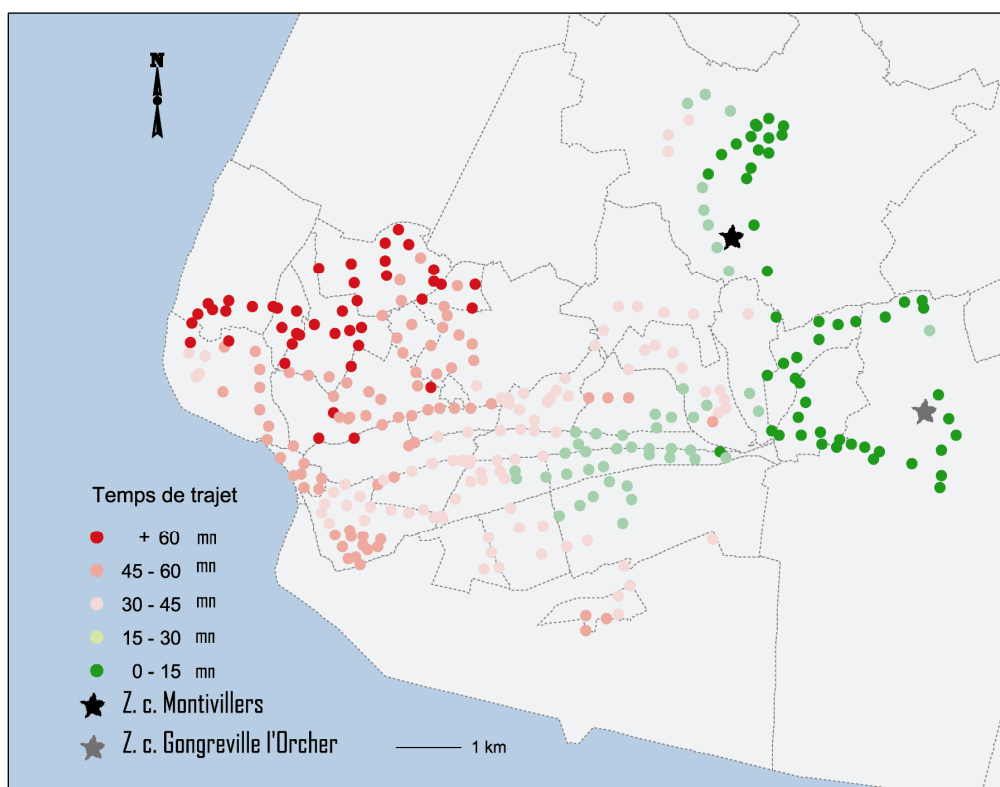 N
Temps de trajet
+ 60 mn
45 - 60 mn
30 - 45 mn
15 - 30 mn
0 - 15 mn
Z. c. Montivillers
Z. c. Gongreville l'Orcher
1 km